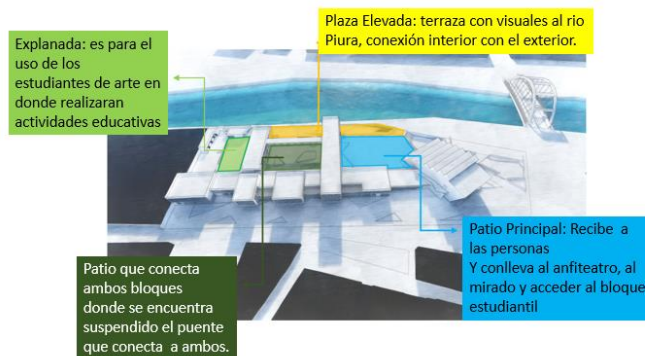 Plaza Elevada: terraza con visuales al rio
Piura, conexión interior con el exterior.
Explanada: es para el
uso de los
estudiantes de arte en
donde realizaran
actividades educativas
Patio Principal: Recibe a
las personas
Y conlleva al anfiteatro, al
mirado y acceder al bloque
estudiantil
Patio que conecta
ambos bloques
donde se encuentra
suspendido el puente
que conecta a ambos.